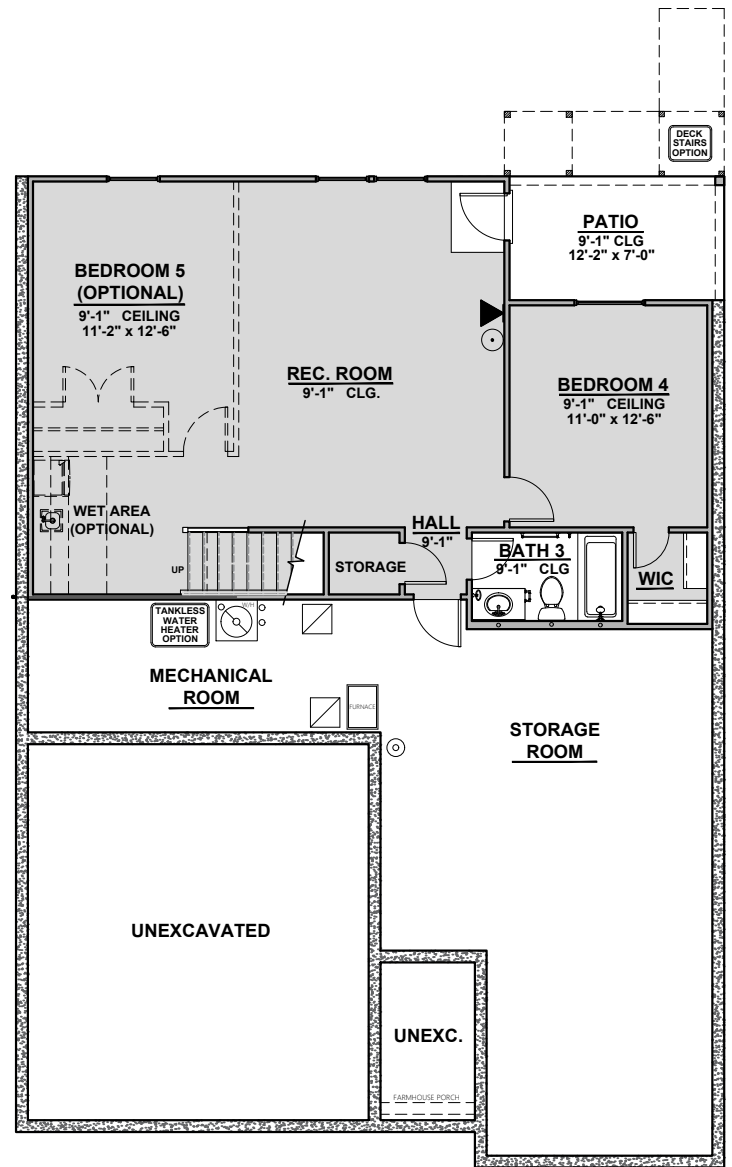 DECK
STAIRS
OPTION
PATIO
9'-1" CLG
12'-2" x 7'-0"
BEDROOM 5
(OPTIONAL)
9'-1" CEILING
11'-2" x 12'-6"
REC. ROOM
9'-1" CLG.
BEDROOM 4
9'-1" CEILING
11'-0" x 12'-6"
WET AREA
(OPTIONAL)
HALL
9'-1"
UP
STORAGE
BATH 3
9'-1" CLG
WIC
TANKLESS
WATER
HEATER
OPTION
W/H
MECHANICAL
ROOM
FURNACE
STORAGE
ROOM
UNEXCAVATED
UNEXC.
FARMHOUSE PORCH